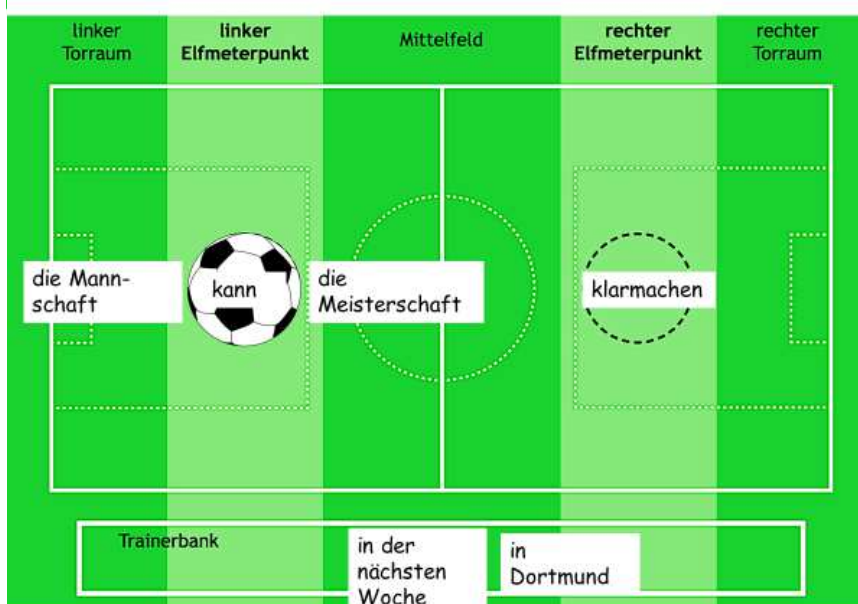 linker
Torraum
linker
Elfmeterpunkt
Mittelfeld
rechter
Elfmeterpunkt
rechter
Torraum
die Mann-
schaft
kann
die
Meisterschaft
klarmachen
Trainerbank
in der
nächsten
Woche
in
Dortmund